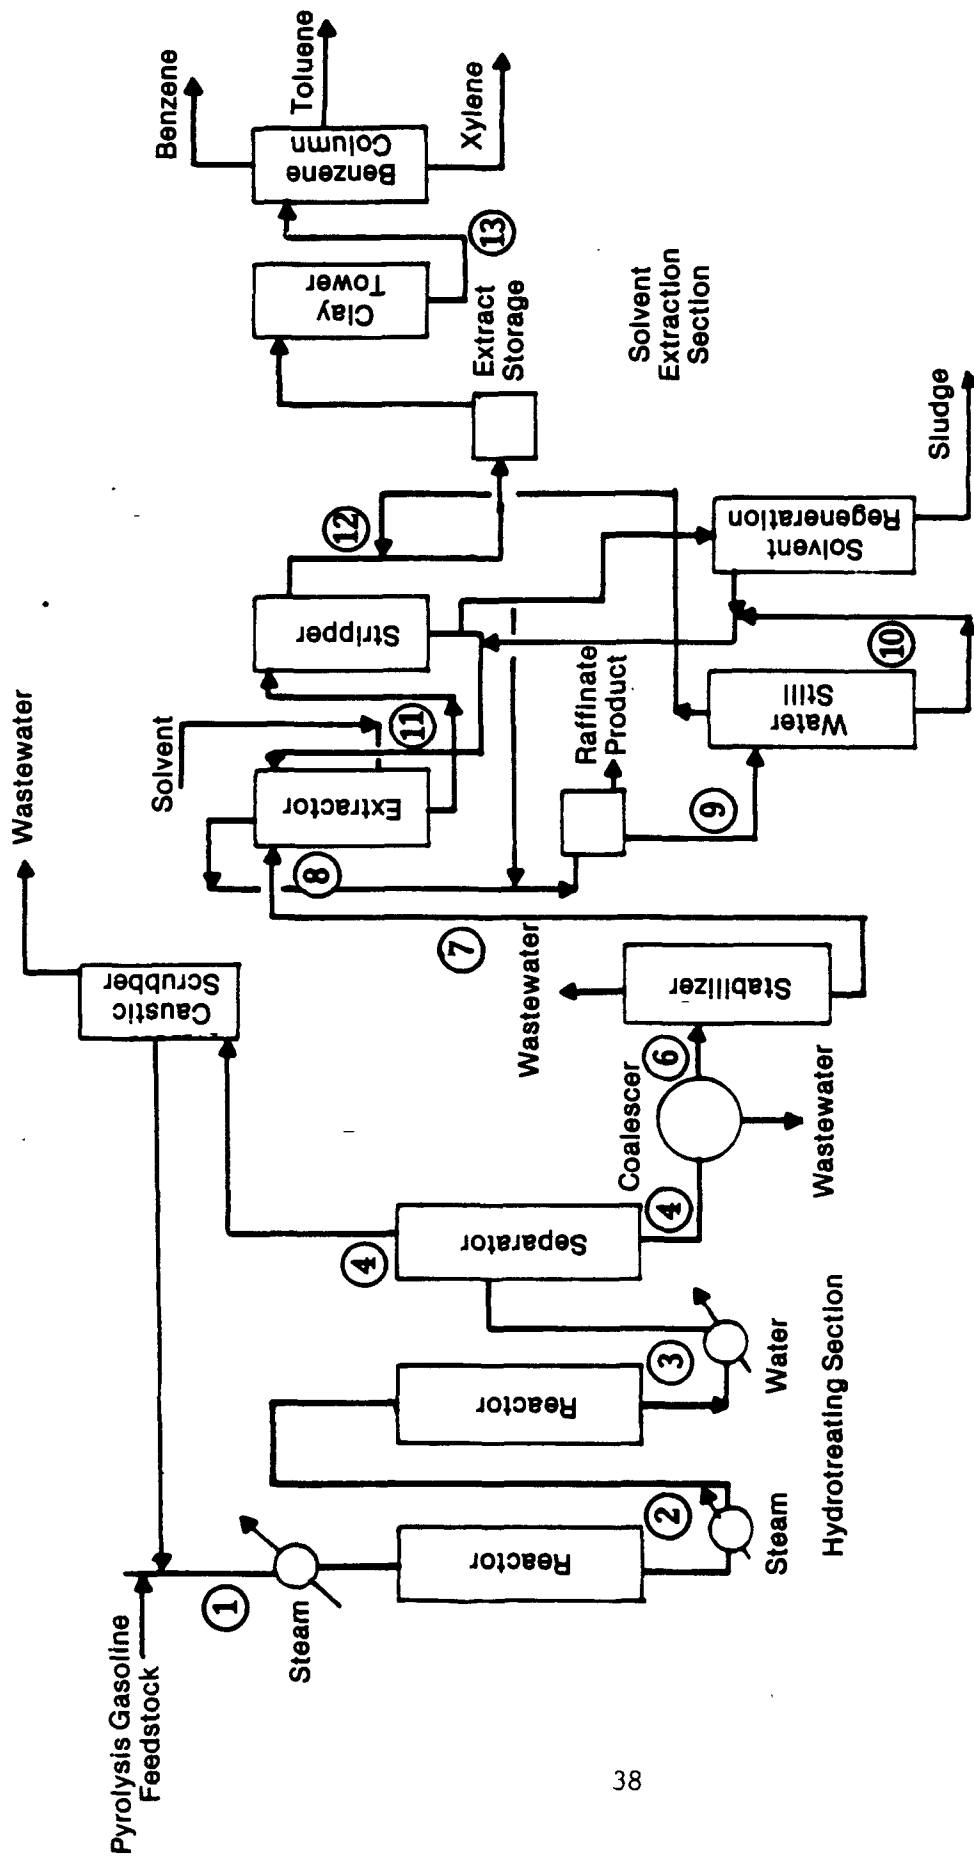 Pyrolysis Gasoline
Feedstock
1
Steam
Reactor
2
Steam
Reactor
3
Water
Hydrotreating Section
Separator
4
4
Caustic
Scrubber
Wastewater
Coalescer
6
Wastewater
Stabilizer
Wastewater
7
8
Extractor
Solvent
11
Stripper
12
Raffinate
Product
9
Water
Still
10
Solvent
Regeneration
Sludge
Solvent
Extraction
Section
Extract
Storage
Clay
Tower
13
Benzene
Column
Benzene
Toluene
Xylene
38